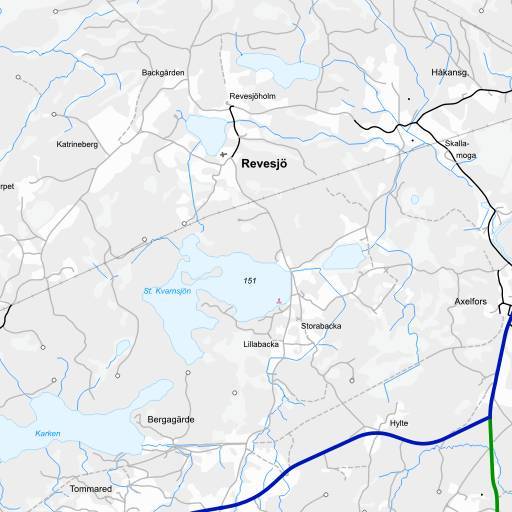 Backgården
Håkansg.
Revesjöholm
Katrineberg
Skalla-
moga
Revesjö
rpet
151
St. Kvarnsjön
Axelfors
Storabacka
Lillabacka
Bergagärde
Hylte
Karken
Tommared